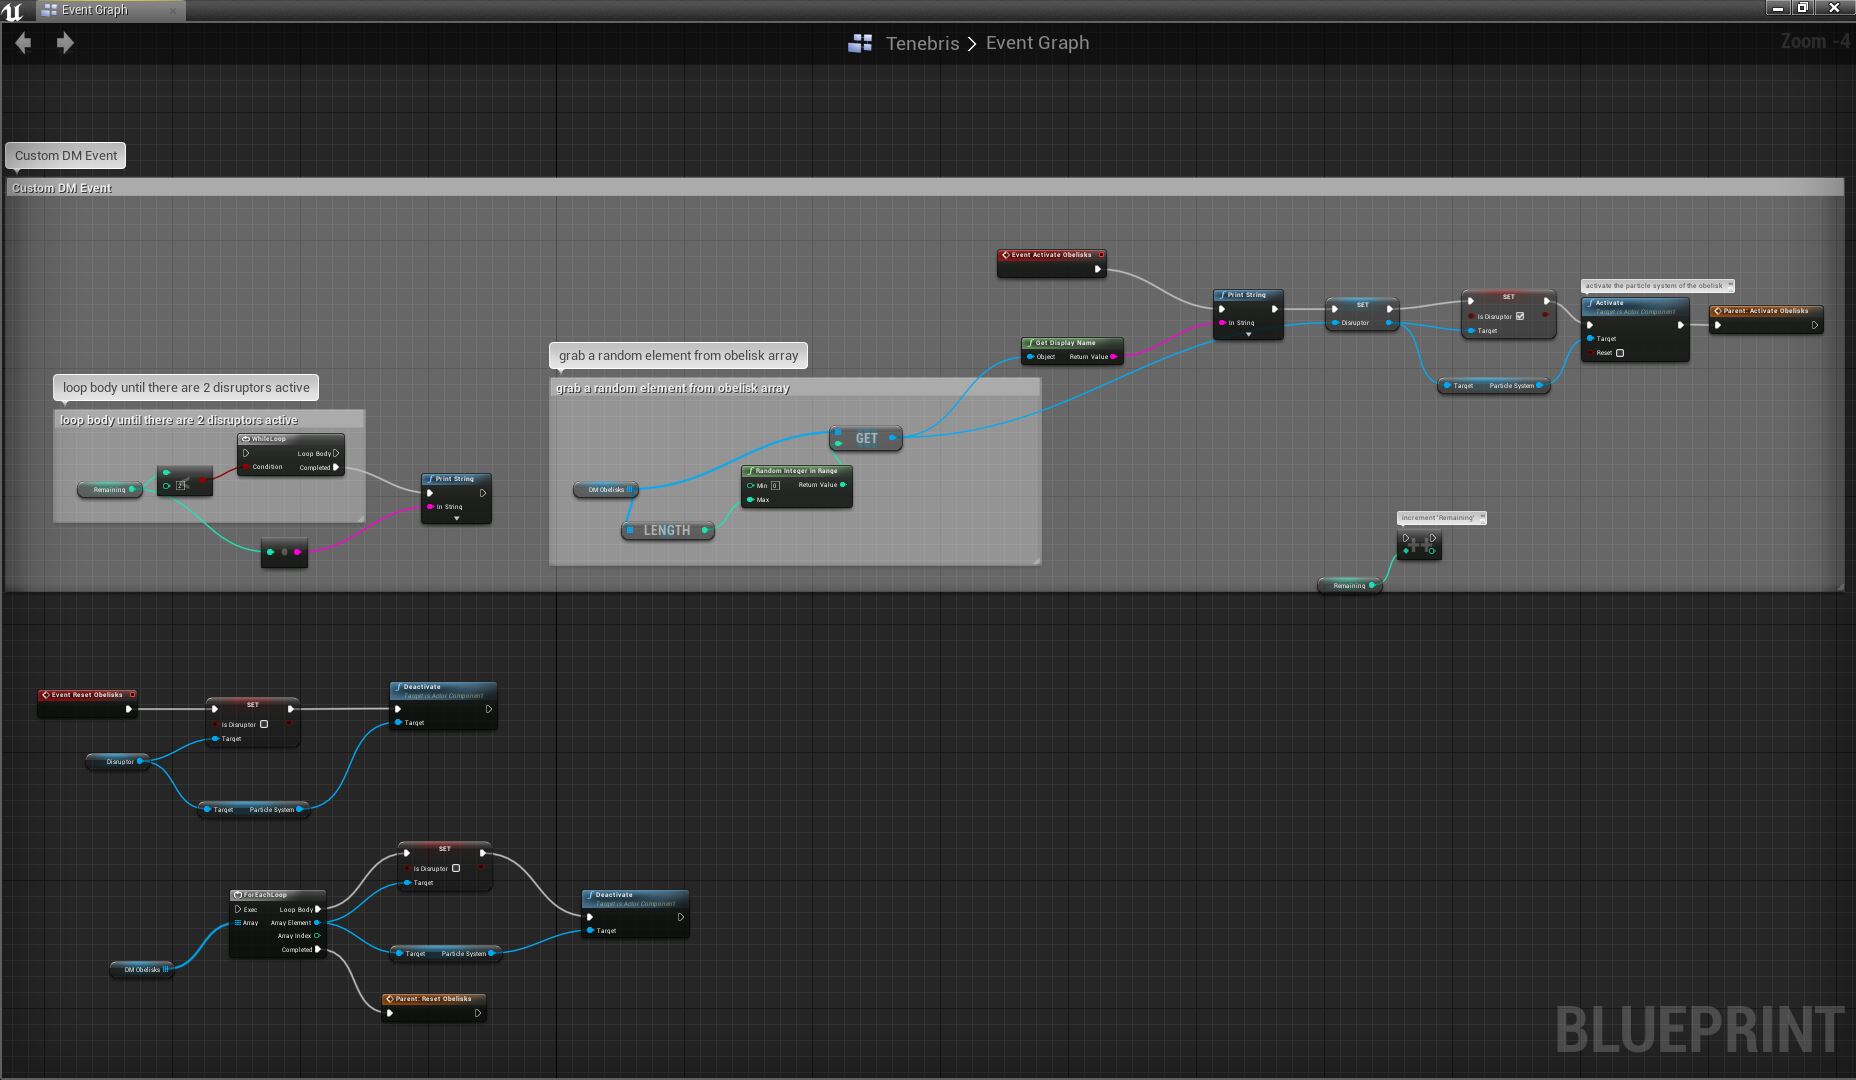 Event Graph
Tenebris > Event Graph
Zoom -4
Custom DM Event
Custom DM Event
Event Activate Obelisks
Print String
In String
SET
Disruptor
SET
Is Disruptor
Target
activate the particle system of the obelisk
Activate
Target is Actor Component
Target
Reset
Parent: Activate Obelisks
Target Particle System
Get Display Name
Object Return Value
grab a random element from obelisk array
grab a random element from obelisk array
GET
Random Integer in Range
Min 0 Return Value
Max
DM Obelisks
LENGTH
loop body until there are 2 disruptors active
loop body until there are 2 disruptors active
WhileLoop
Loop Body
Condition Completed
Remaining
Print String
In String
increment 'Remaining'
++
Remaining
Event Reset Obelisks
SET
Is Disruptor
Target
Deactivate
Target is Actor Component
Target
Disruptor
Target Particle System
SET
Is Disruptor
Target
ForEachLoop
Exec Loop Body
Array Array Element
Array Index
Completed
DM Obelisks
Deactivate
Target is Actor Component
Target
Target Particle System
Parent: Reset Obelisks
BLUEPRINT